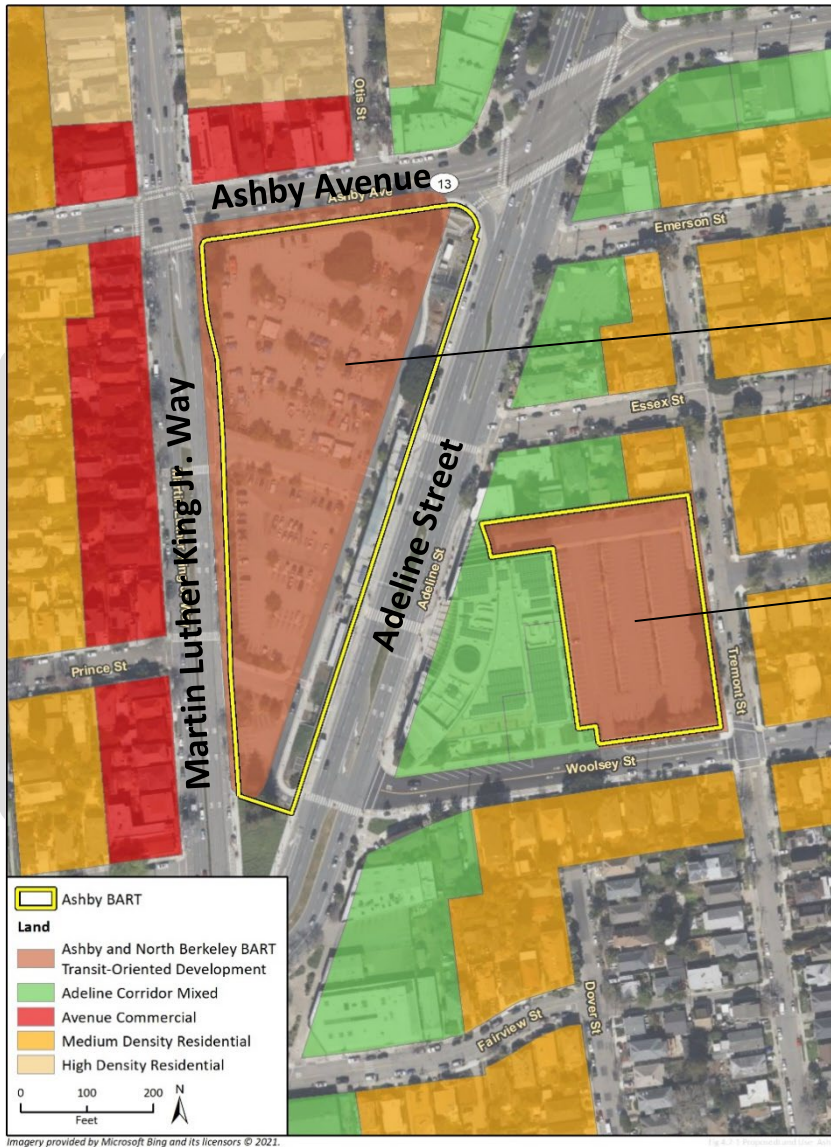 Otis St
Ashby Avenue
Ashby Ave
13
Emerson St
Essex St
Martin Luther King Jr. Way
Adeline Street
Adeline St
Prince St
Tremont St
Woolsey St
Dover St
Fairview St
Ashby BART
Land
Ashby and North Berkeley BART
Transit-Oriented Development
Adeline Corridor Mixed
Avenue Commercial
Medium Density Residential
High Density Residential
0 100 200 N
Feet
Imagery provided by Microsoft Bing and its licensors © 2021.